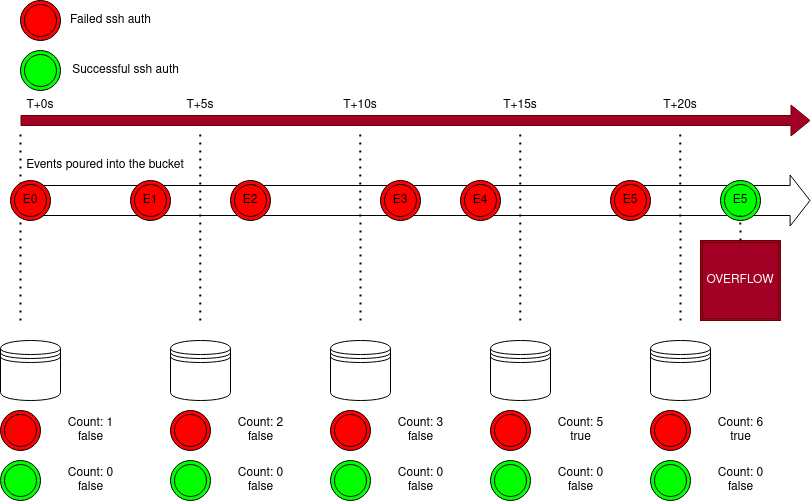 Failed ssh auth
Successful ssh auth
T+0s T+5s T+10s T+15s T+20s
Events poured into the bucket
E0 E1 E2 E3 E4 E5 E5
OVERFLOW
Count: 1 Count: 2 Count: 3 Count: 5 Count: 6
false false false true true
Count: 0 Count: 0 Count: 0 Count: 0 Count: 0
false false false false false